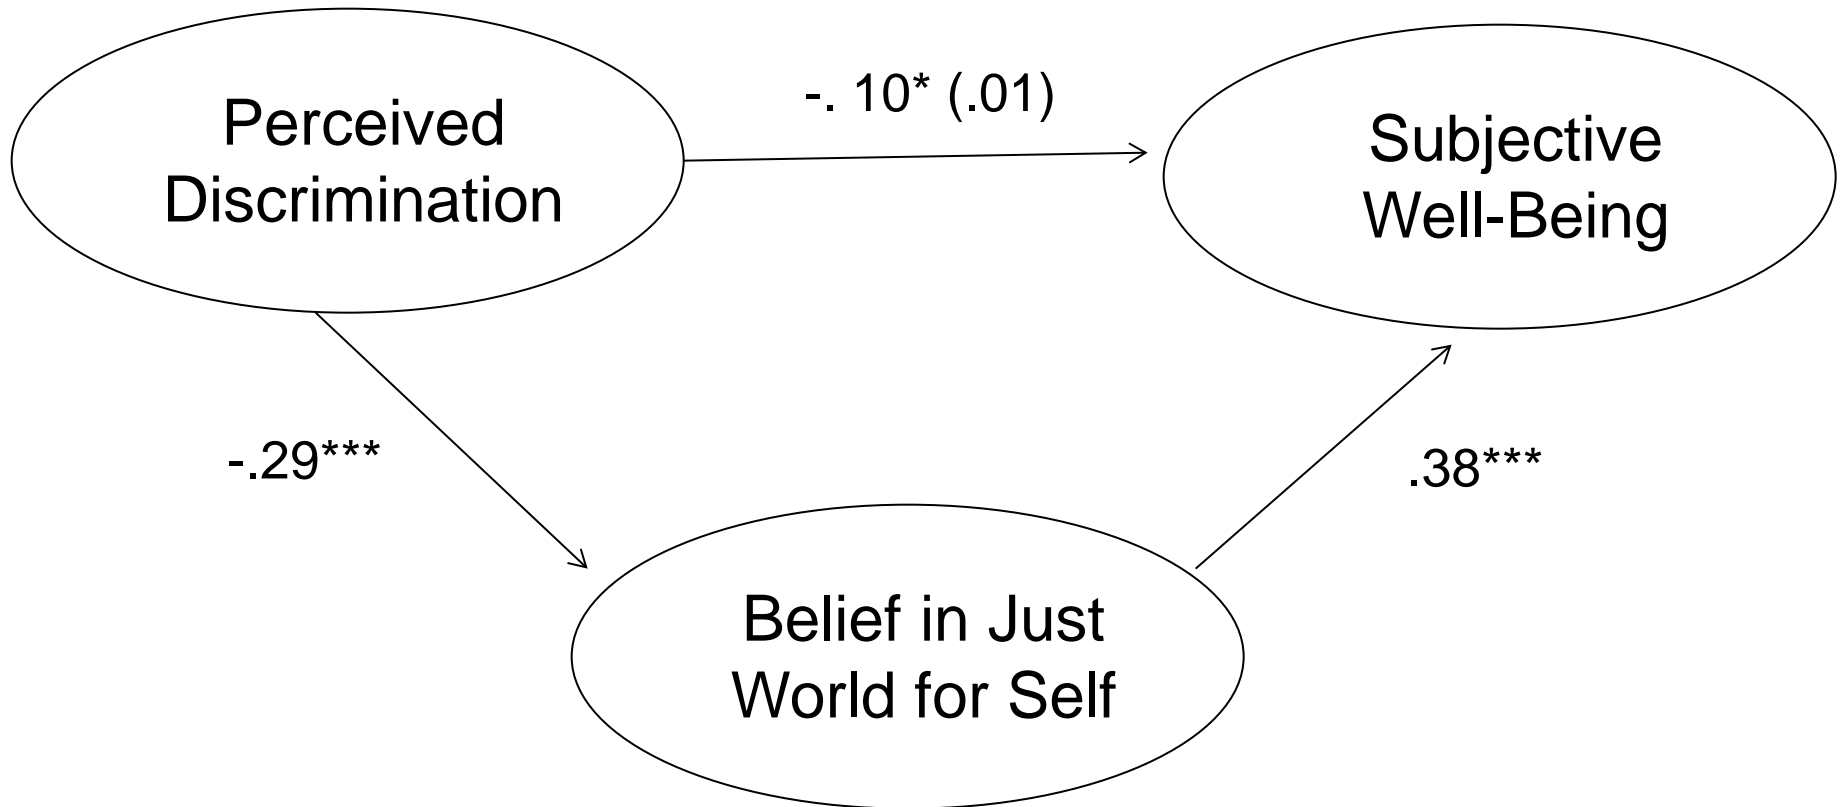 Perceived
Discrimination
-. 10* (.01)
Subjective
Well-Being
-.29***
.38***
Belief in Just
World for Self